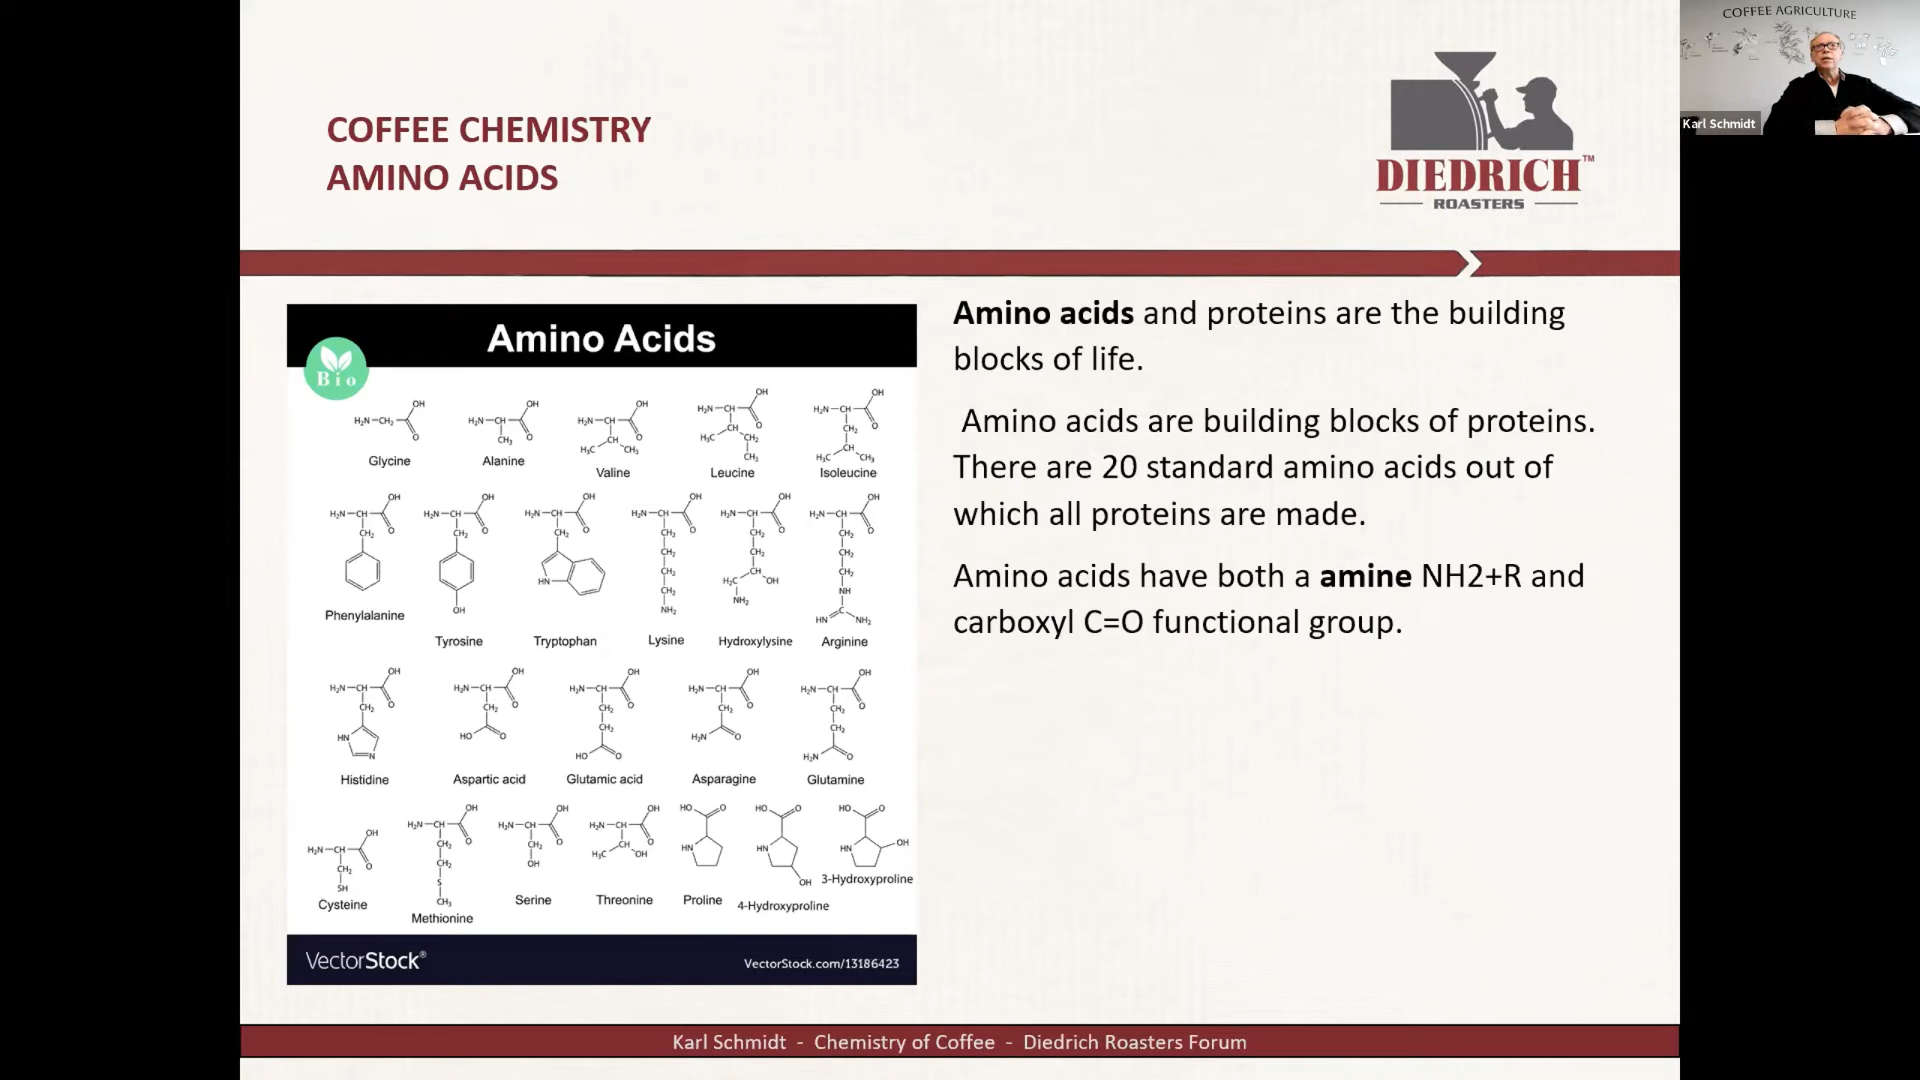 COFFEE CHEMISTRY
AMINO ACIDS
DIEDRICH™
ROASTERS
COFFEE AGRICULTURE
Karl Schmidt
Amino Acids
Bio
Glycine
Alanine
Valine
Leucine
Isoleucine
Phenylalanine
Tyrosine
Tryptophan
Lysine
Hydroxylysine
Arginine
Histidine
Aspartic acid
Glutamic acid
Asparagine
Glutamine
Cysteine
Methionine
Serine
Threonine
Proline
4-Hydroxyproline
3-Hydroxyproline
VectorStock®
VectorStock.com/13186423
Amino acids and proteins are the building
blocks of life.
Amino acids are building blocks of proteins.
There are 20 standard amino acids out of
which all proteins are made.
Amino acids have both a amine NH2+R and
carboxyl C=O functional group.
Karl Schmidt - Chemistry of Coffee - Diedrich Roasters Forum